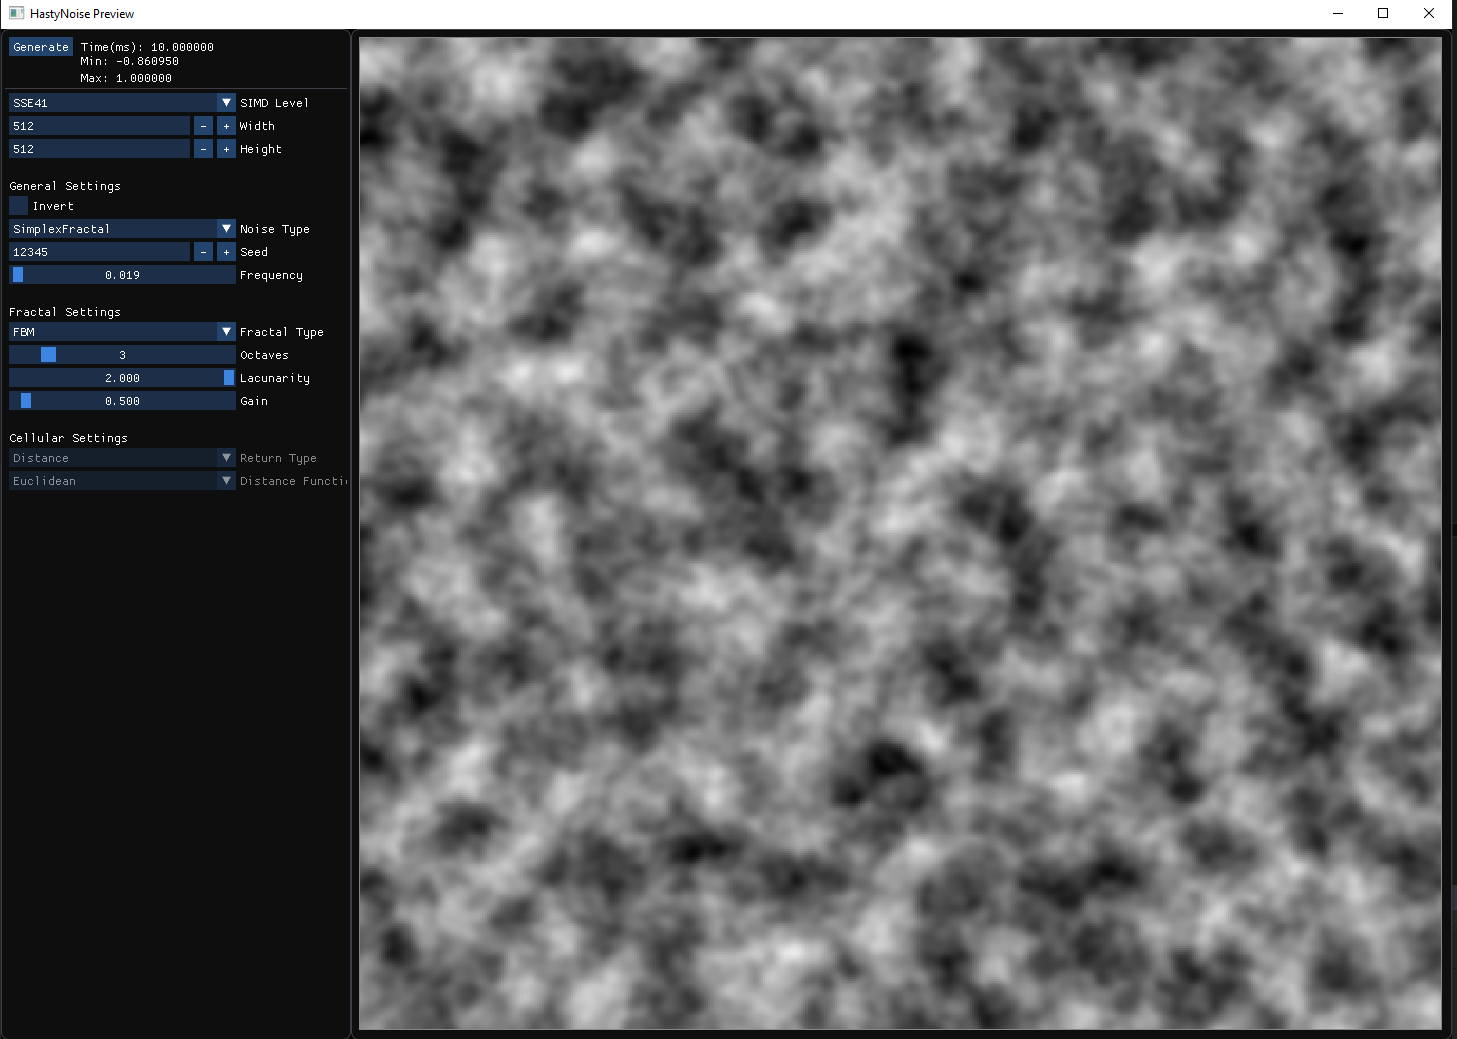 HastyNoise Preview
Generate Time(ms): 10.000000
Min: -0.860950
Max: 1.000000
SSE41 SIMD Level
512 - + Width
512 - + Height
General Settings
Invert
SimplexFractal Noise Type
12345 - + Seed
0.019 Frequency
Fractal Settings
FBM Fractal Type
3 Octaves
2.000 Lacunarity
0.500 Gain
Cellular Settings
Distance Return Type
Euclidean Distance Functi